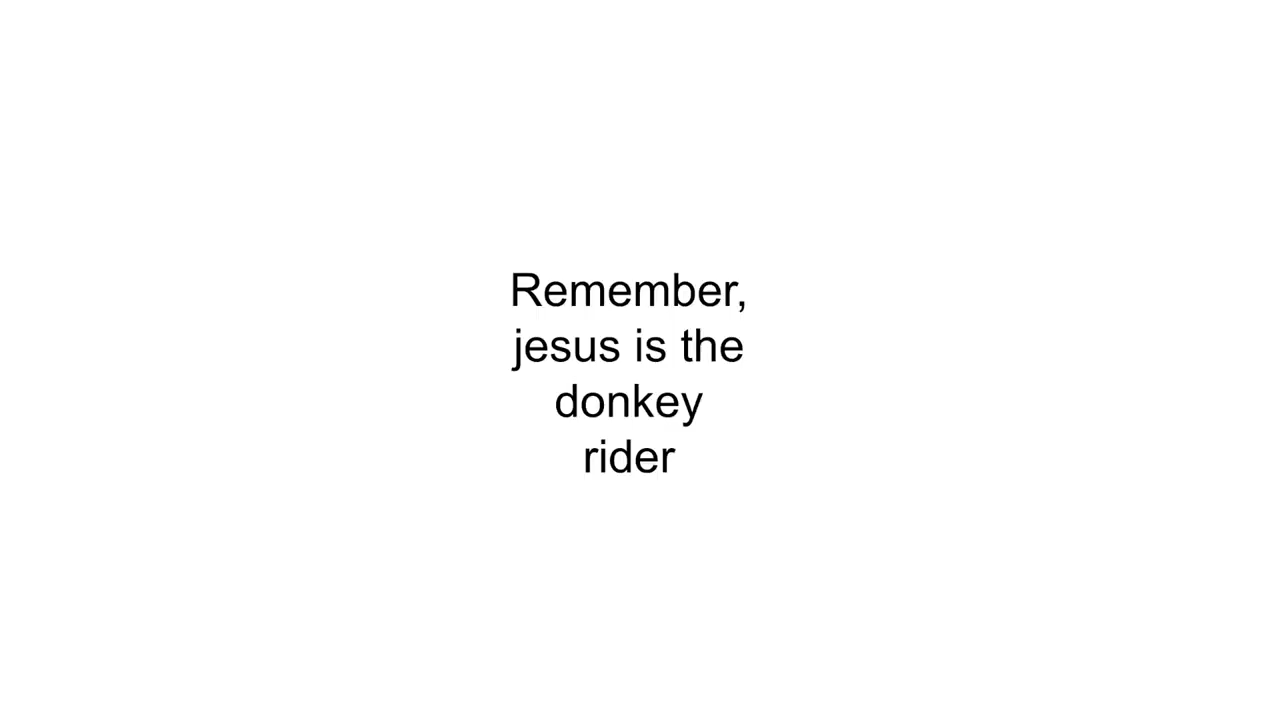 Remember,
jesus is the
donkey
rider